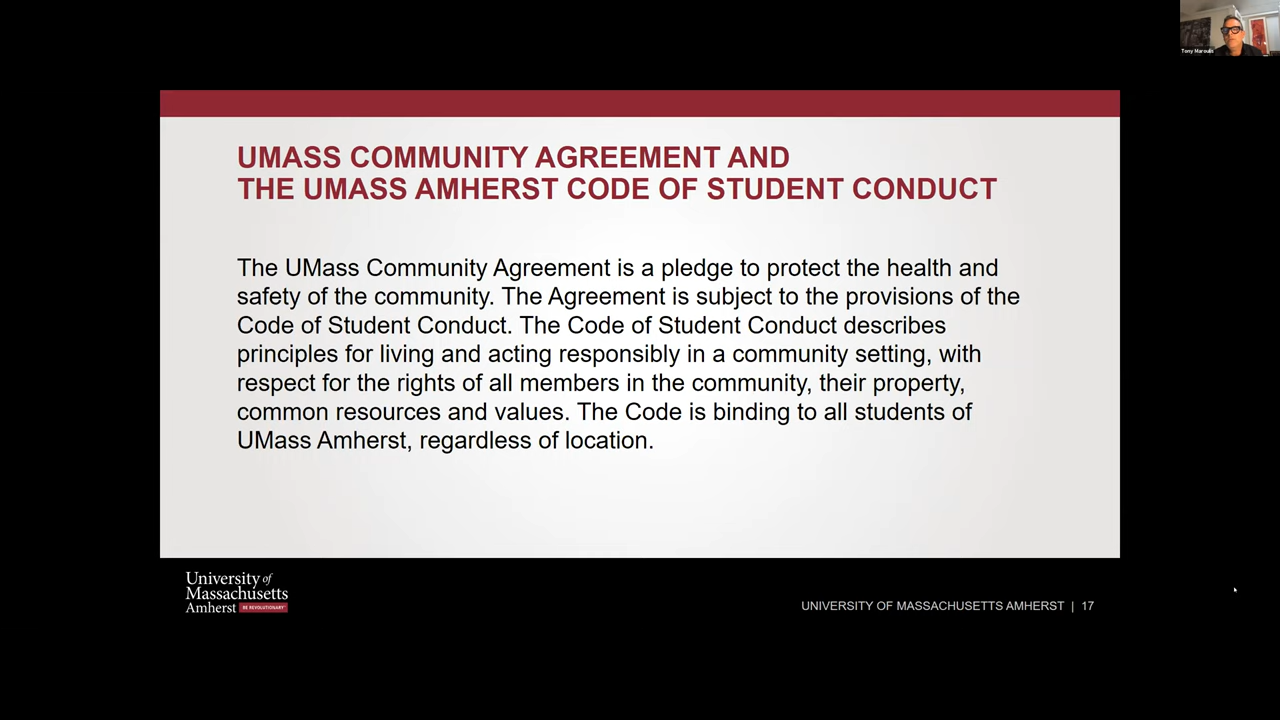 Tony Maroulis
UMASS COMMUNITY AGREEMENT AND
THE UMASS AMHERST CODE OF STUDENT CONDUCT
The UMass Community Agreement is a pledge to protect the health and
safety of the community. The Agreement is subject to the provisions of the
Code of Student Conduct. The Code of Student Conduct describes
principles for living and acting responsibly in a community setting, with
respect for the rights of all members in the community, their property,
common resources and values. The Code is binding to all students of
UMass Amherst, regardless of location.
University of
Massachusetts
Amherst BE REVOLUTIONARY™
UNIVERSITY OF MASSACHUSETTS AMHERST | 17